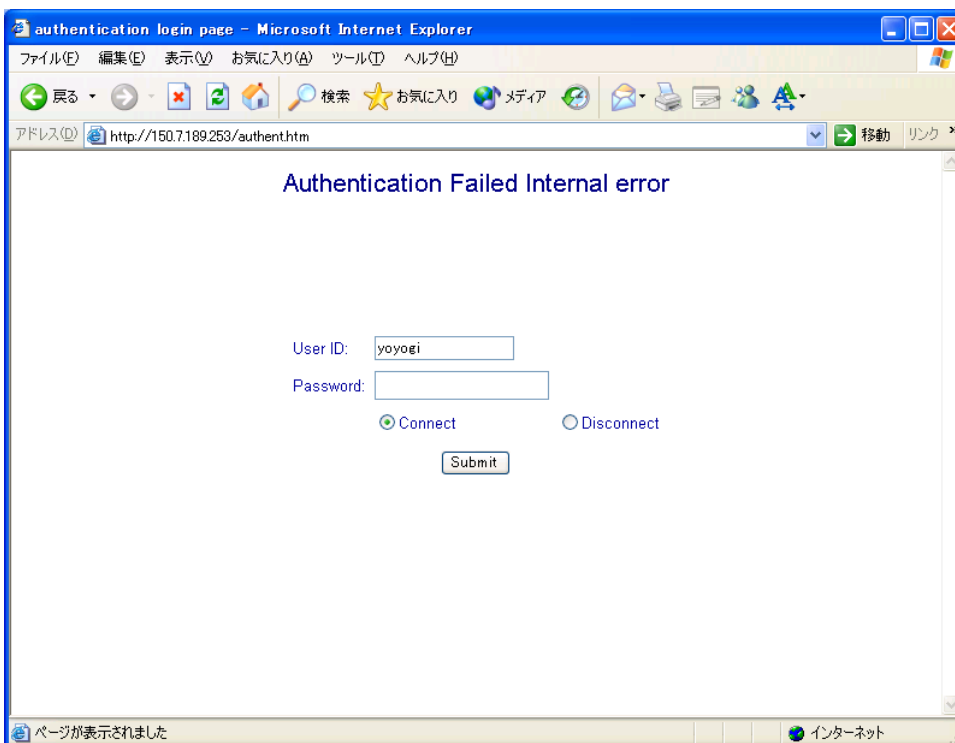 authentication login page - Microsoft Internet Explorer
ファイル(F) 編集(E) 表示(V) お気に入り(A) ツール(T) ヘルプ(H)
戻る 検索 お気に入り メディア
アドレス(D) http://150.7.189.253/authent.htm 移動 リンク »
Authentication Failed Internal error
User ID: yoyogi
Password:
Connect Disconnect
Submit
ページが表示されました インターネット